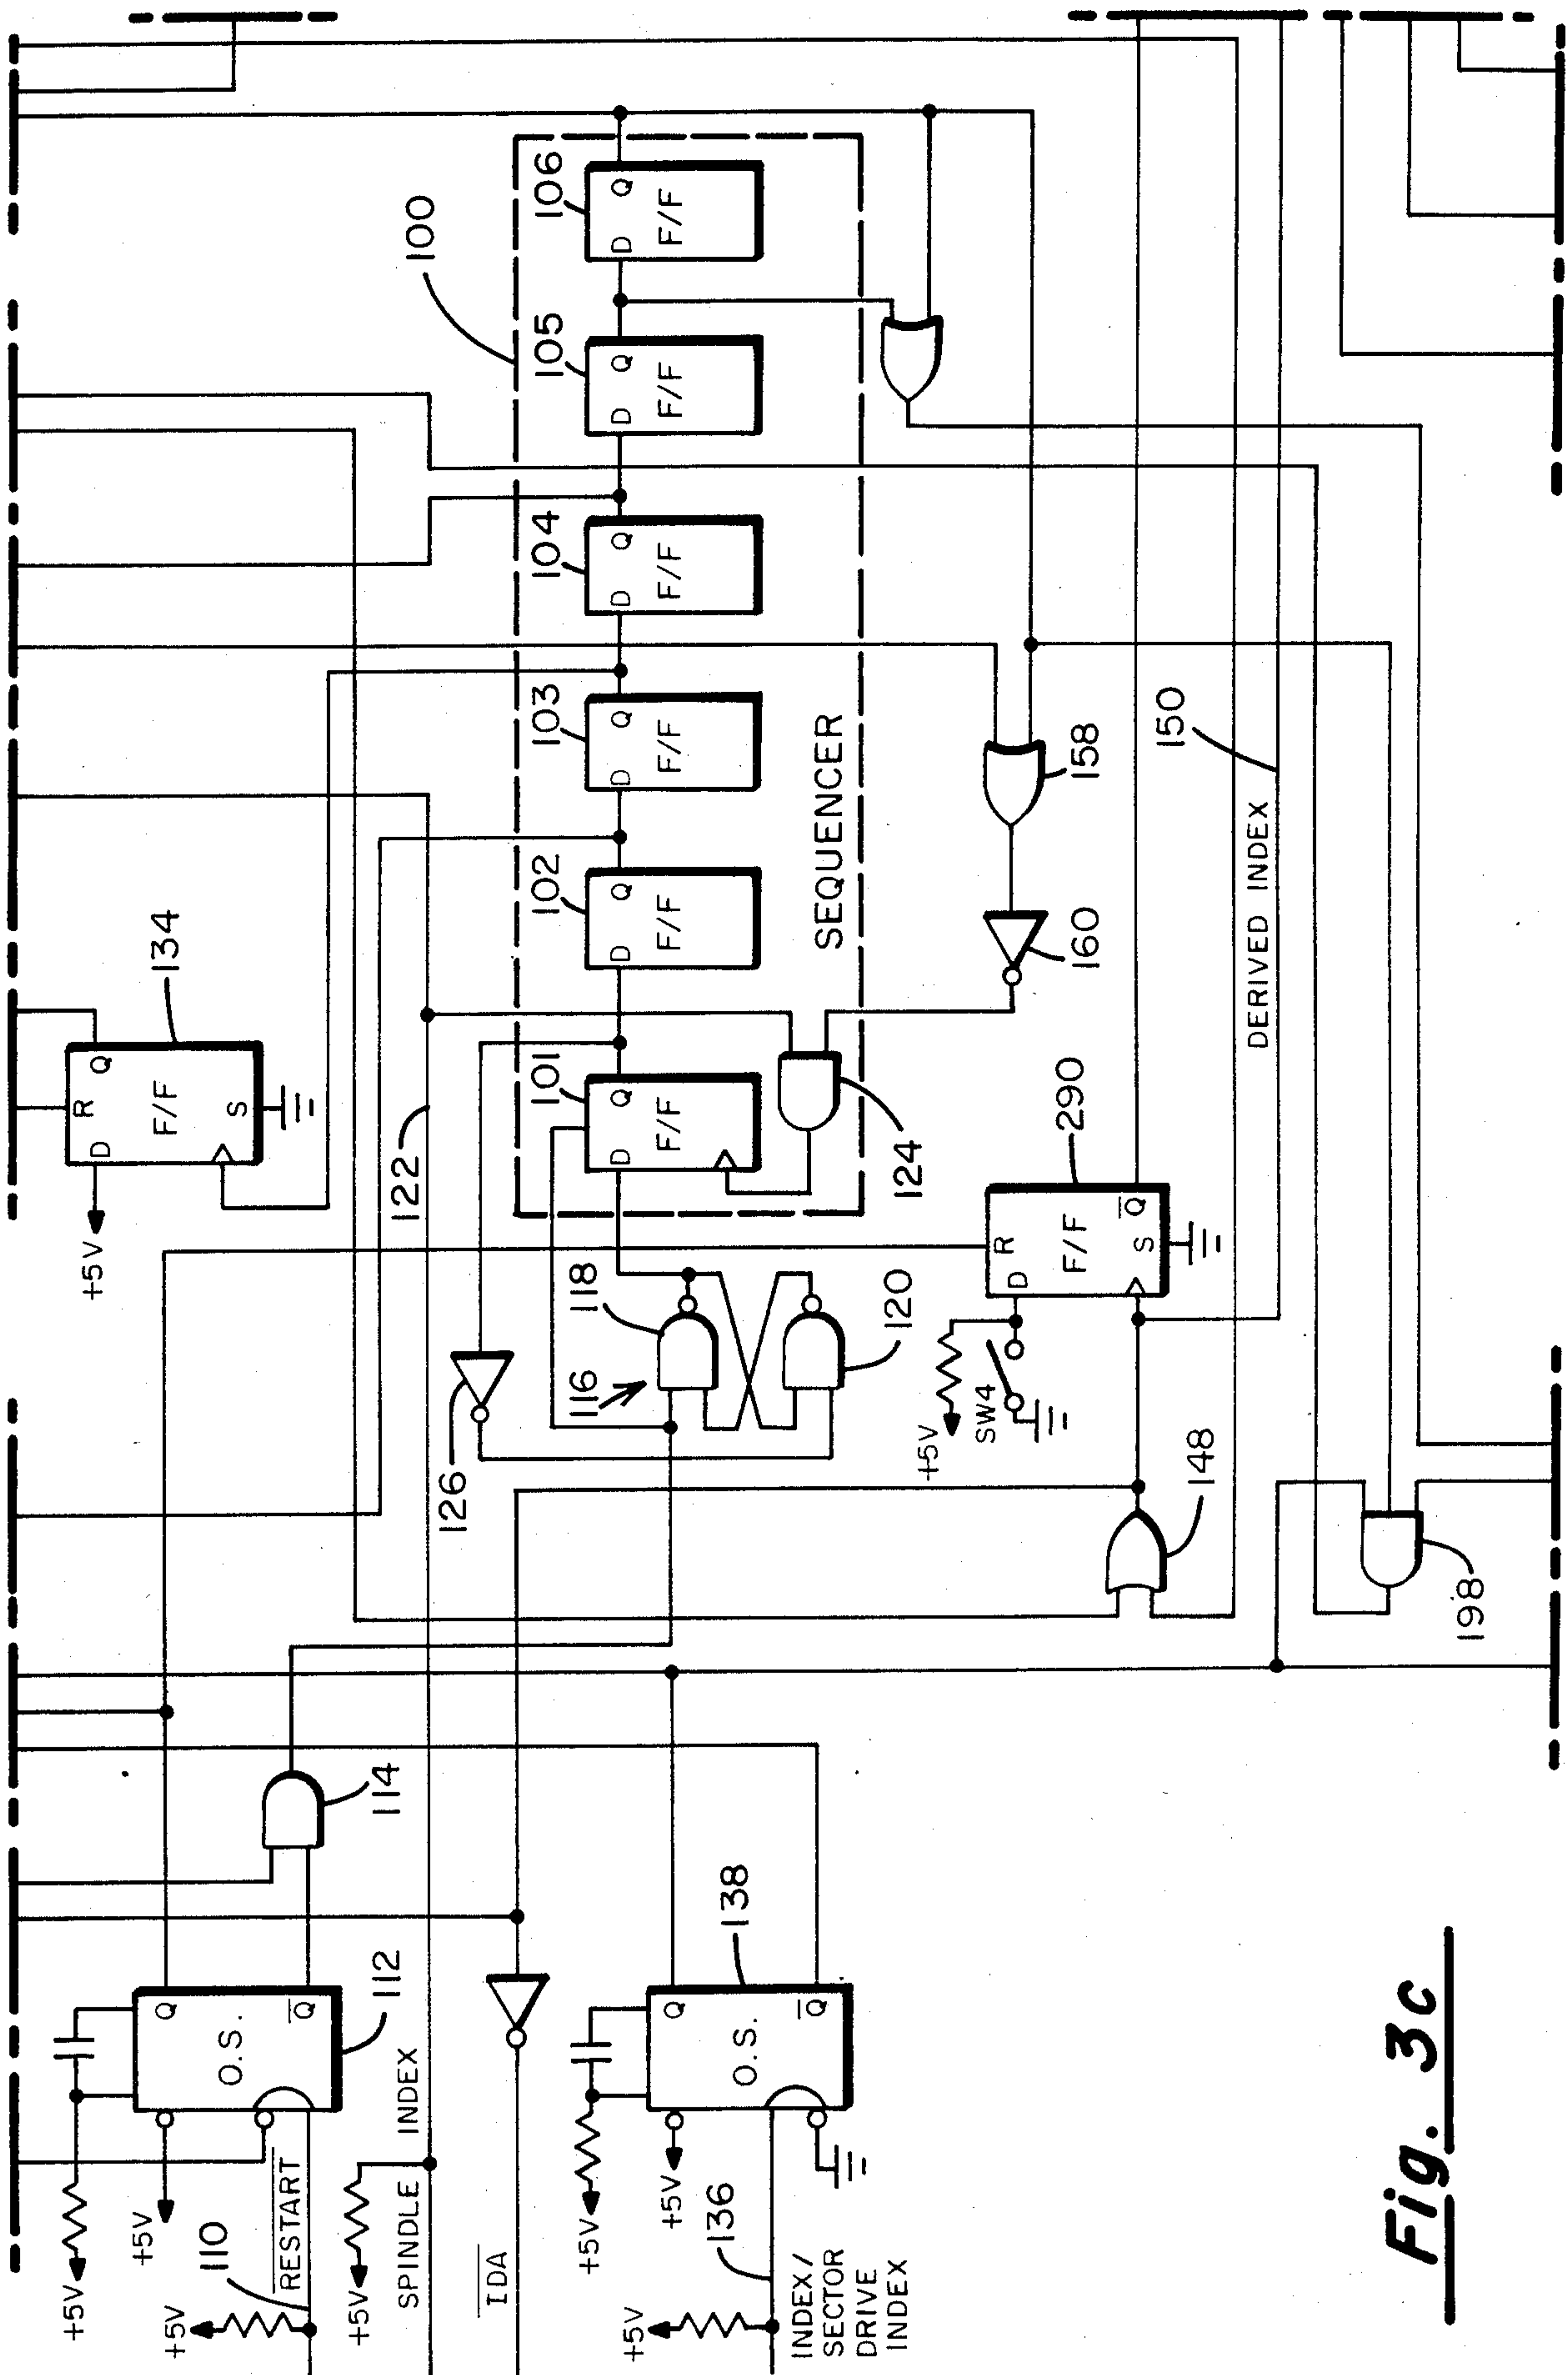 +5V
+5V
+5V
Q
O.S.
Q
112
114
110
RESTART
+5V
SPINDLE INDEX
IDA
+5V
+5V
Q
O.S.
Q
138
136
+5V
INDEX/
SECTOR
DRIVE
INDEX
+5V
D
R
Q
F/F
S
134
122
100
126
116
118
120
101
D
Q
F/F
102
D
Q
F/F
103
D
Q
F/F
104
D
Q
F/F
105
D
Q
F/F
106
D
Q
F/F
124
SEQUENCER
160
158
+5V
SW4
D
R
F/F
S
Q
290
148
DERIVED INDEX
150
198
Fig. 3c